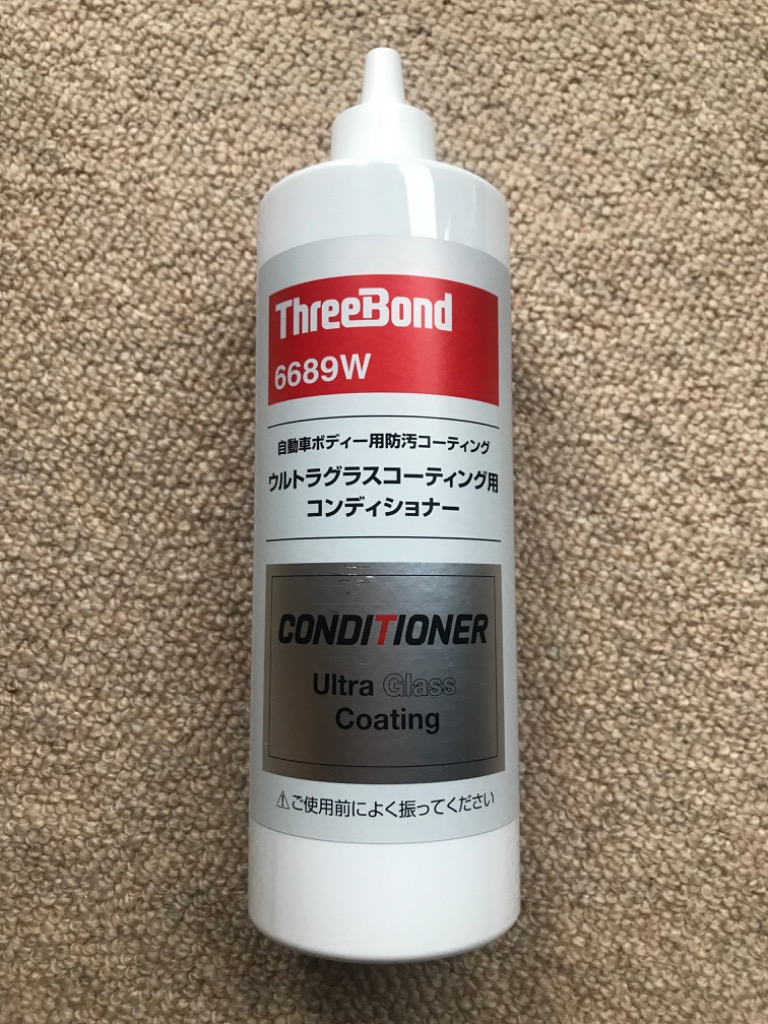 ThreeBond
6689W
自動車ボディー用防汚コーティング
ウルトラグラスコーティング用
コンディショナー
CONDITIONER
Ultra Glass
Coating
⚠ご使用前によく振ってください